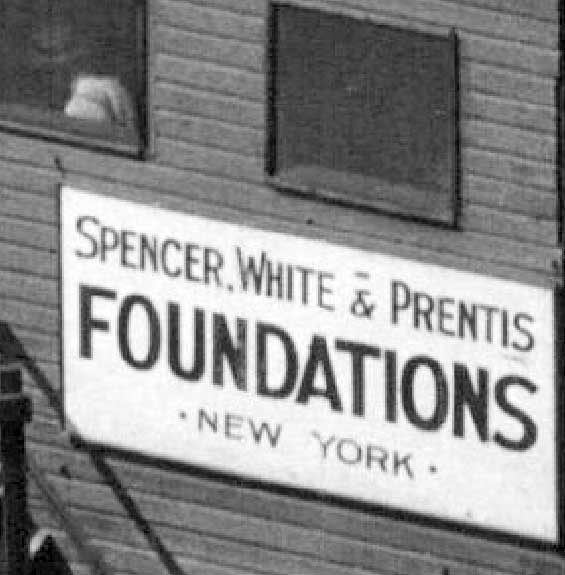 SPENCER, WHITE & PRENTIS
FOUNDATIONS
· NEW YORK ·